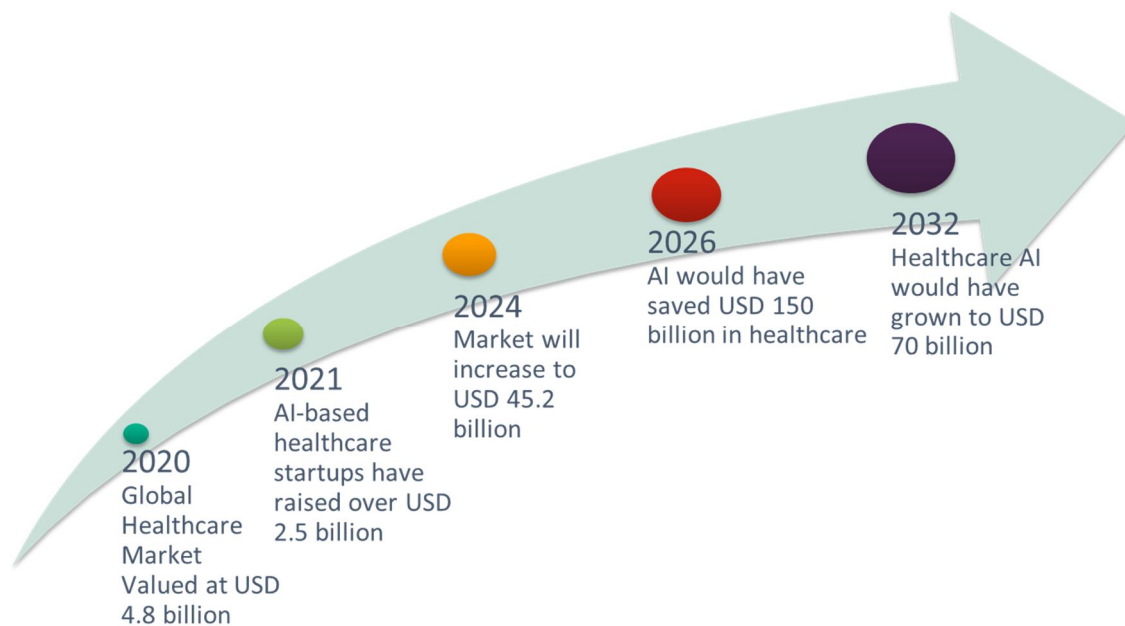 2020
Global
Healthcare
Market
Valued at USD
4.8 billion
2021
AI-based
healthcare
startups have
raised over USD
2.5 billion
2024
Market will
increase to
USD 45.2
billion
2026
AI would have
saved USD 150
billion in healthcare
2032
Healthcare AI
would have
grown to USD
70 billion